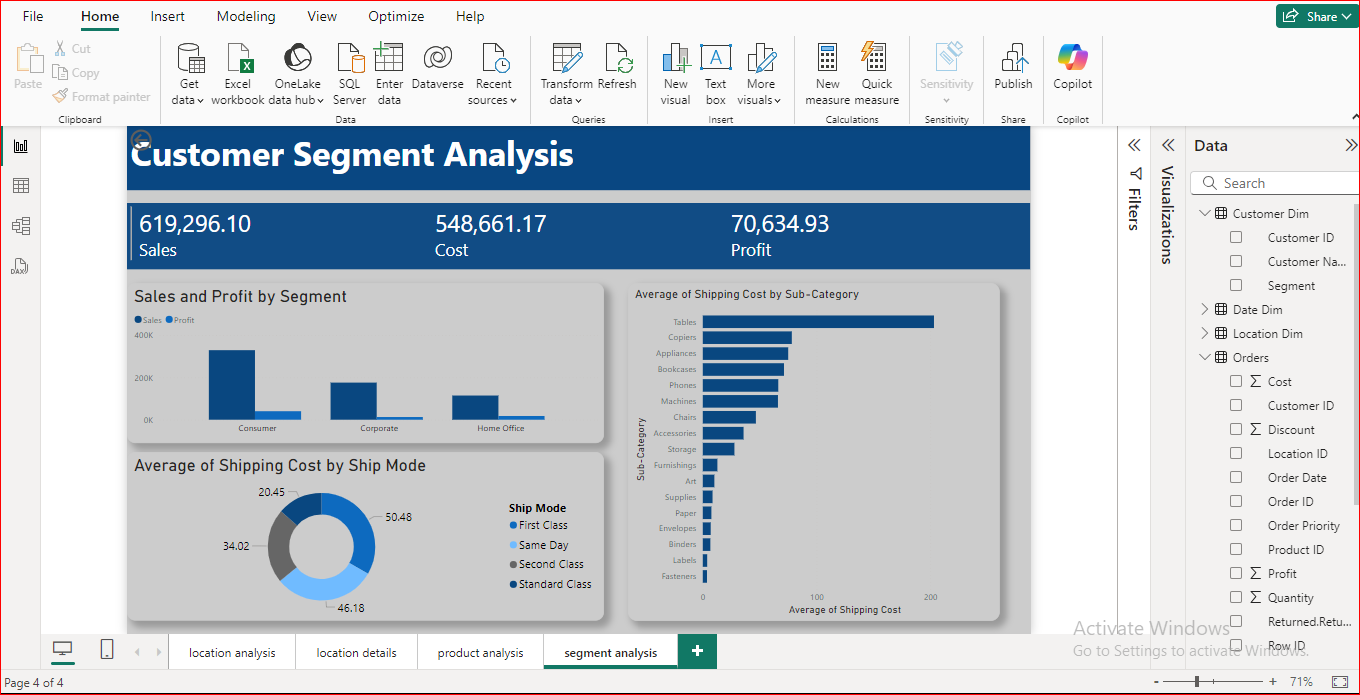 File Home Insert Modeling View Optimize Help Share
Paste
Cut
Copy
Format painter
Clipboard
Get data
Excel workbook
OneLake data hub
SQL Server
Enter data
Dataverse
Recent sources
Data
Transform data
Refresh
Queries
New visual
Text box
More visuals
Insert
New measure
Quick measure
Calculations
Sensitivity
Sensitivity
Publish
Share
Copilot
Copilot
DAX
Customer Segment Analysis
619,296.10 548,661.17 70,634.93
Sales Cost Profit
Sales and Profit by Segment
Sales Profit
400K
200K
0K
Consumer Corporate Home Office
Average of Shipping Cost by Ship Mode
20.45
50.48
34.02
46.18
Ship Mode
First Class
Same Day
Second Class
Standard Class
Average of Shipping Cost by Sub-Category
Sub-Category
Tables
Copiers
Appliances
Bookcases
Phones
Machines
Chairs
Accessories
Storage
Furnishings
Art
Supplies
Paper
Envelopes
Binders
Labels
Fasteners
0 100 200
Average of Shipping Cost
Filters
Visualizations
Data
Search
Customer Dim
Customer ID
Customer Na...
Segment
Date Dim
Location Dim
Orders
Σ Cost
Customer ID
Σ Discount
Location ID
Order Date
Order ID
Order Priority
Product ID
Σ Profit
Σ Quantity
Returned.Retu...
Row ID
Activate Windows
Go to Settings to activate Windows.
location analysis location details product analysis segment analysis +
Page 4 of 4
- + 71%